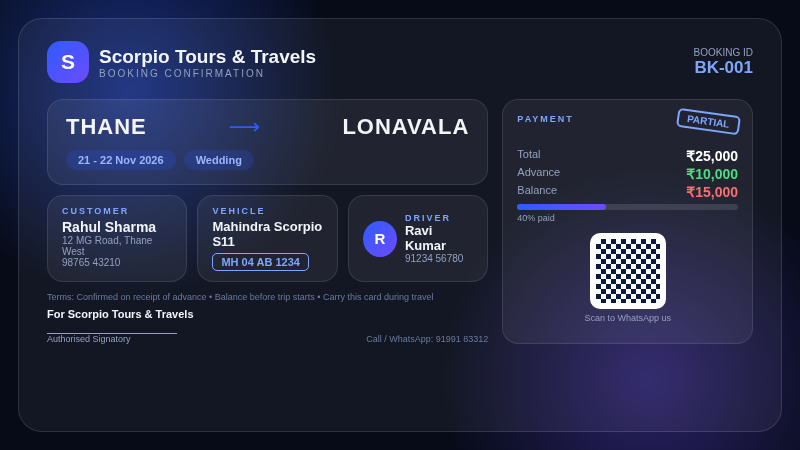 S
Scorpio Tours & Travels
BOOKING CONFIRMATION
BOOKING ID
BK-001
THANE ⟶ LONAVALA
21 - 22 Nov 2026
Wedding
CUSTOMER
Rahul Sharma
12 MG Road, Thane
West
98765 43210
VEHICLE
Mahindra Scorpio
S11
MH 04 AB 1234
R
DRIVER
Ravi
Kumar
91234 56780
Terms: Confirmed on receipt of advance • Balance before trip starts • Carry this card during travel
For Scorpio Tours & Travels
Authorised Signatory
Call / WhatsApp: 91991 83312
PAYMENT
PARTIAL
Total ₹25,000
Advance ₹10,000
Balance ₹15,000
40% paid
Scan to WhatsApp us